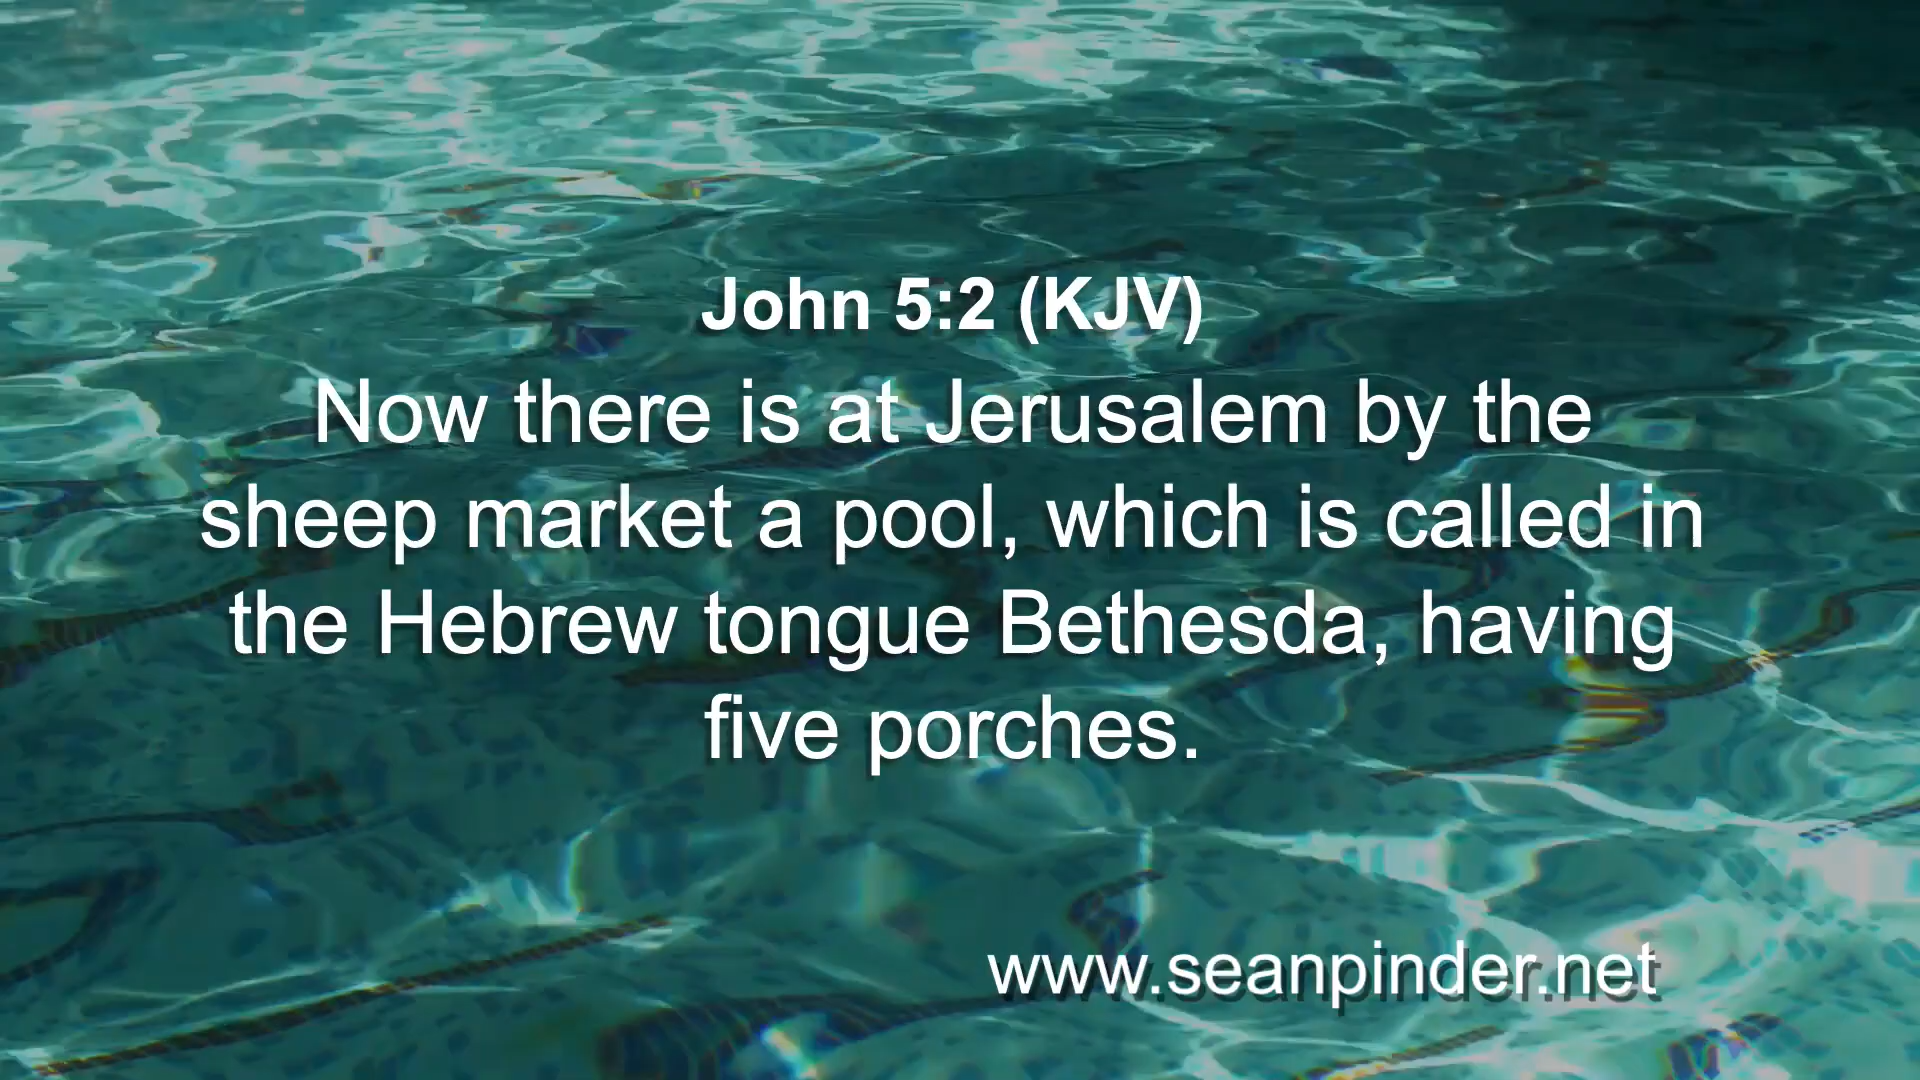 John 5:2 (KJV)
Now there is at Jerusalem by the
sheep market a pool, which is called in
the Hebrew tongue Bethesda, having
five porches.
www.seanpinder.net